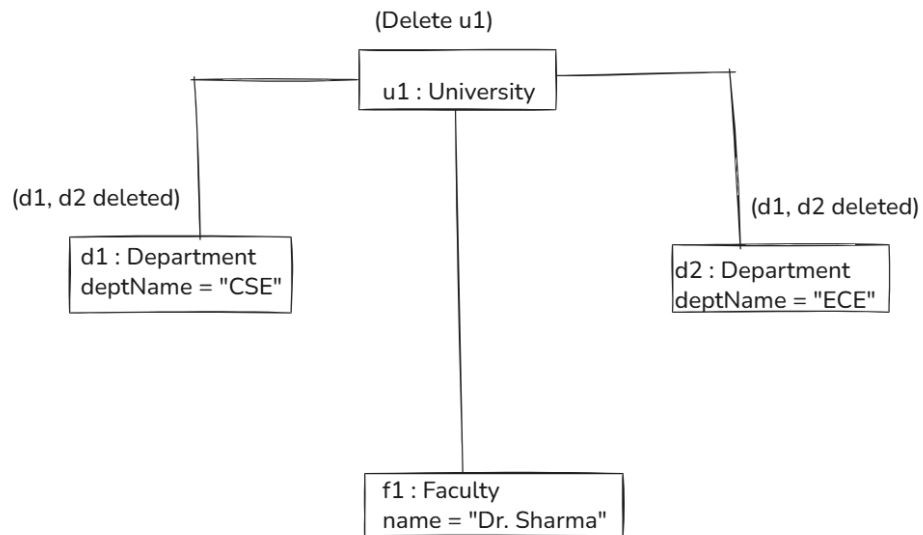 (Delete u1)
u1 : University
(d1, d2 deleted)
(d1, d2 deleted)
d1 : Department
deptName = "CSE"
d2 : Department
deptName = "ECE"
f1 : Faculty
name = "Dr. Sharma"